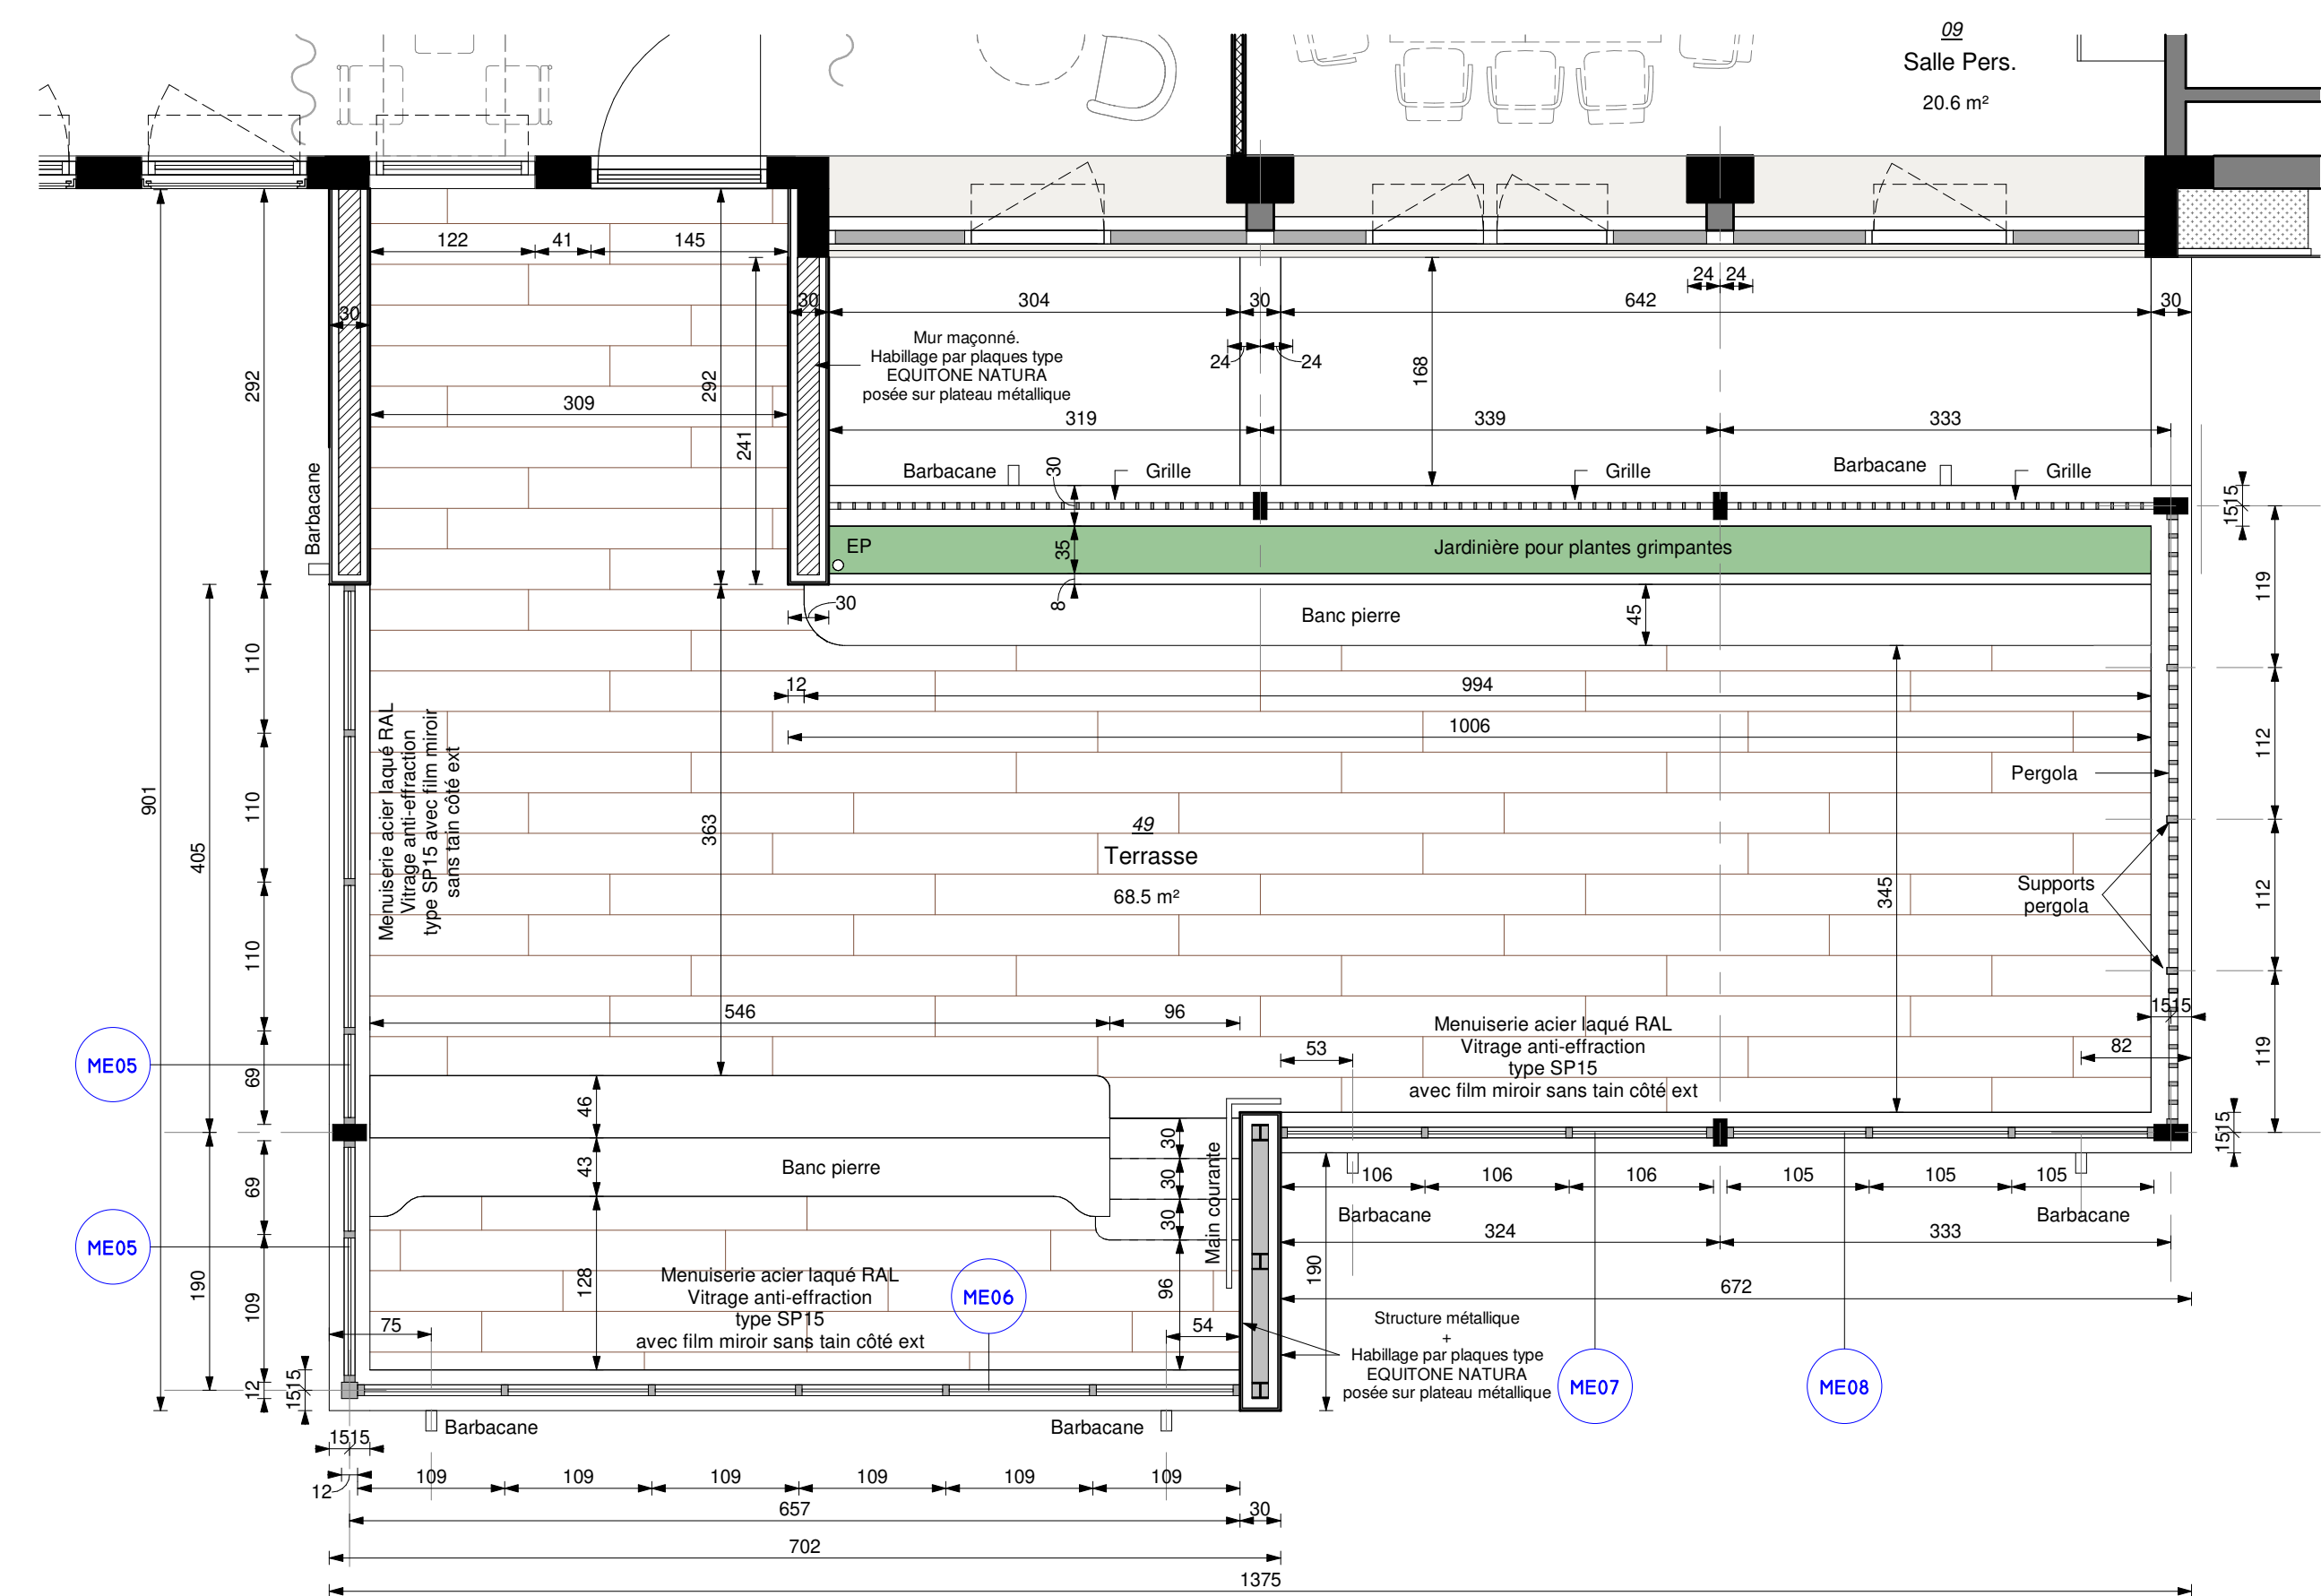 09
Salle Pers.
20.6 m²
122
41
145
30
30
304
30
24
24
642
30
Mur maçonné.
Habillage par plaques type
EQUITONE NATURA
posée sur plateau métallique
24
24
168
292
292
309
241
319
339
333
Barbacane
Barbacane
30
Grille
Grille
Barbacane
Grille
1515
EP
35
Jardinière pour plantes grimpantes
8
30
Banc pierre
45
119
110
12
994
1006
112
Pergola
Menuiserie acier laqué RAL
Vitrage anti-effraction
type SP15 avec film miroir
sans tain côté ext
901
405
110
363
49
Terrasse
68.5 m²
345
Supports
pergola
112
110
546
96
1515
53
Menuiserie acier laqué RAL
Vitrage anti-effraction
type SP15
avec film miroir sans tain côté ext
82
119
ME05
69
46
30
1515
43
Banc pierre
30
Main courante
69
106
106
106
105
105
105
Barbacane
Barbacane
30
324
333
ME05
190
109
128
Menuiserie acier laqué RAL
Vitrage anti-effraction
type SP15
avec film miroir sans tain côté ext
ME06
96
190
672
75
54
Structure métallique
+
Habillage par plaques type
EQUITONE NATURA
posée sur plateau métallique
ME07
ME08
12
1515
Barbacane
Barbacane
1515
12
109
109
109
109
109
109
657
30
702
1375